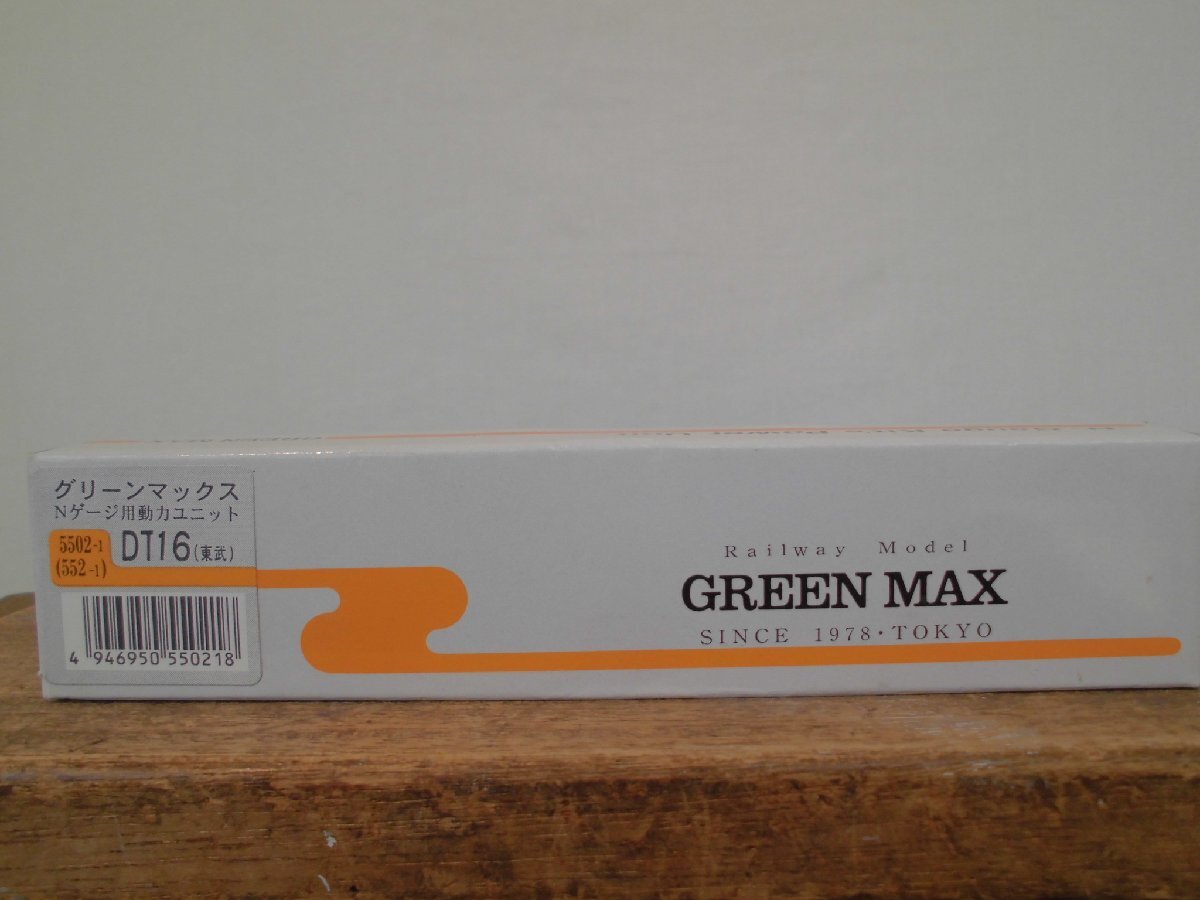 グリーンマックス
Nゲージ用動力ユニット
5502-1
(552-1)
DT16(東武)
4 946950 550218
Railway Model
GREEN MAX
SINCE 1978・TOKYO